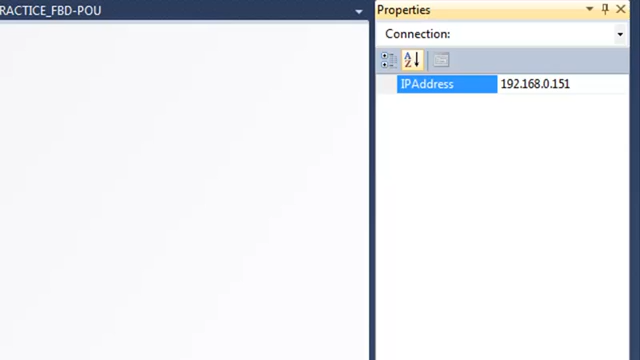 RACTICE_FBD-POU
Properties
Connection:
IPAddress 192.168.0.151